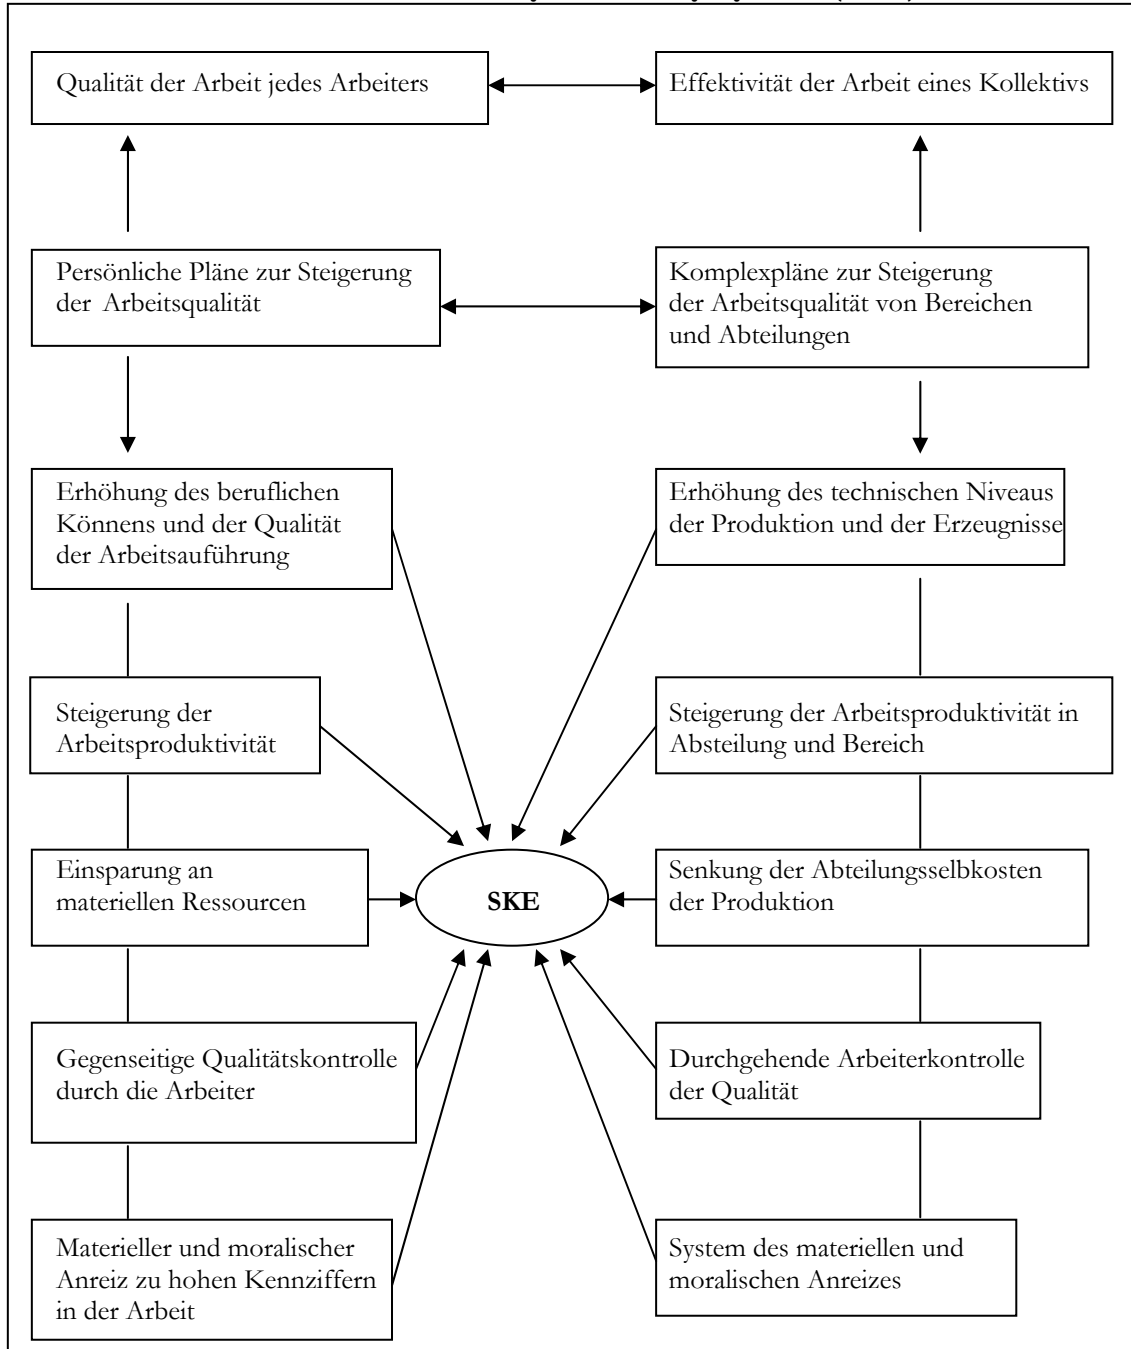 Qualität der Arbeit jedes Arbeiters
Effektivität der Arbeit eines Kollektivs
Persönliche Pläne zur Steigerung
der Arbeitsqualität
Komplexpläne zur Steigerung
der Arbeitsqualität von Bereichen
und Abteilungen
Erhöhung des beruflichen
Könnens und der Qualität
der Arbeitsauführung
Erhöhung des technischen Niveaus
der Produktion und der Erzeugnisse
Steigerung der
Arbeitsproduktivität
Steigerung der Arbeitsproduktivität in
Absteilung und Bereich
Einsparung an
materiellen Ressourcen
SKE
Senkung der Abteilungsselbkosten
der Produktion
Gegenseitige Qualitätskontrolle
durch die Arbeiter
Durchgehende Arbeiterkontrolle
der Qualität
Materieller und moralischer
Anreiz zu hohen Kennziffern
in der Arbeit
System des materiellen und
moralischen Anreizes